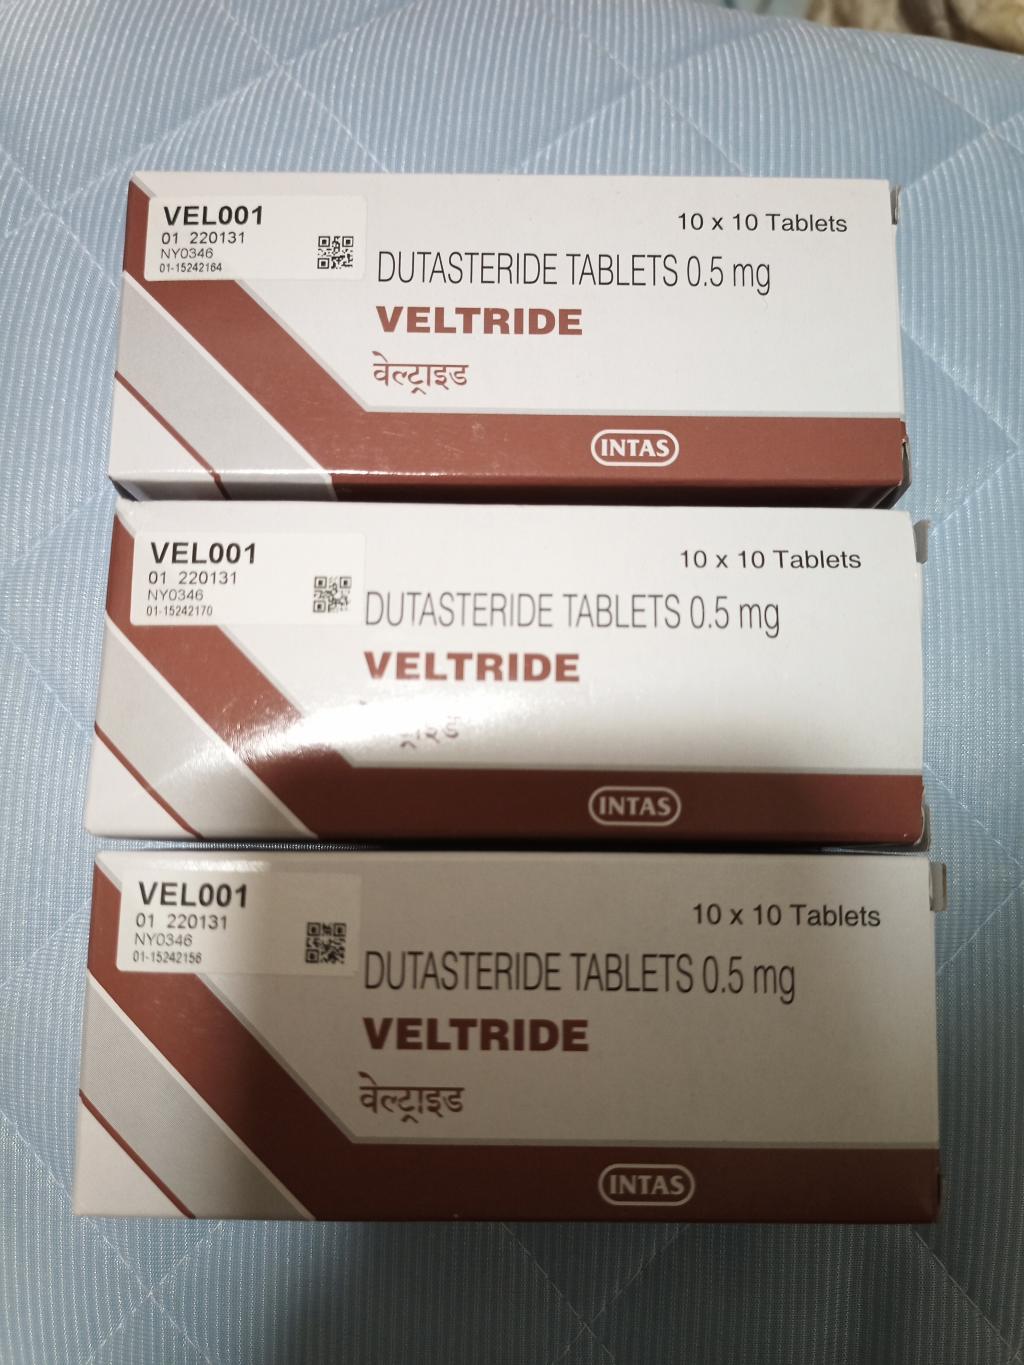 VEL001
01 220131
NY0346
01-15242164
10 x 10 Tablets
DUTASTERIDE TABLETS 0.5 mg
VELTRIDE
वेल्ट्राइड
INTAS
VEL001
01 220131
NY0346
01-15242170
10 x 10 Tablets
DUTASTERIDE TABLETS 0.5 mg
VELTRIDE
INTAS
VEL001
01 220131
NY0346
01-15242156
10 x 10 Tablets
DUTASTERIDE TABLETS 0.5 mg
VELTRIDE
वेल्ट्राइड
INTAS